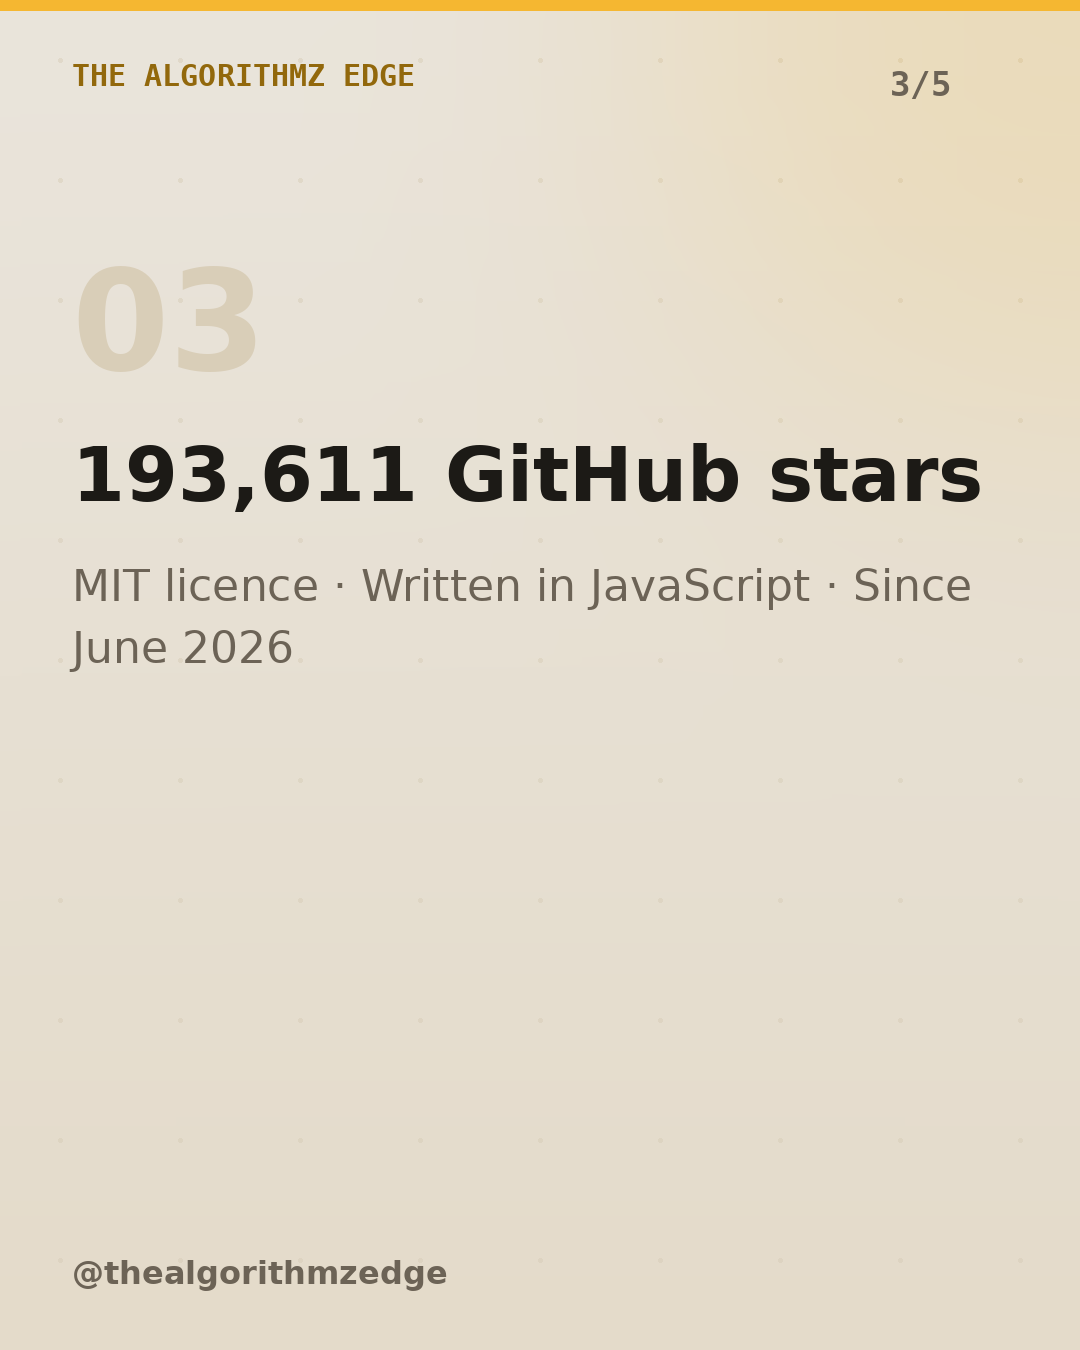 THE ALGORITHMZ EDGE
3/5
03
193,611 GitHub stars
MIT licence · Written in JavaScript · Since
June 2026
@thealgorithmzedge